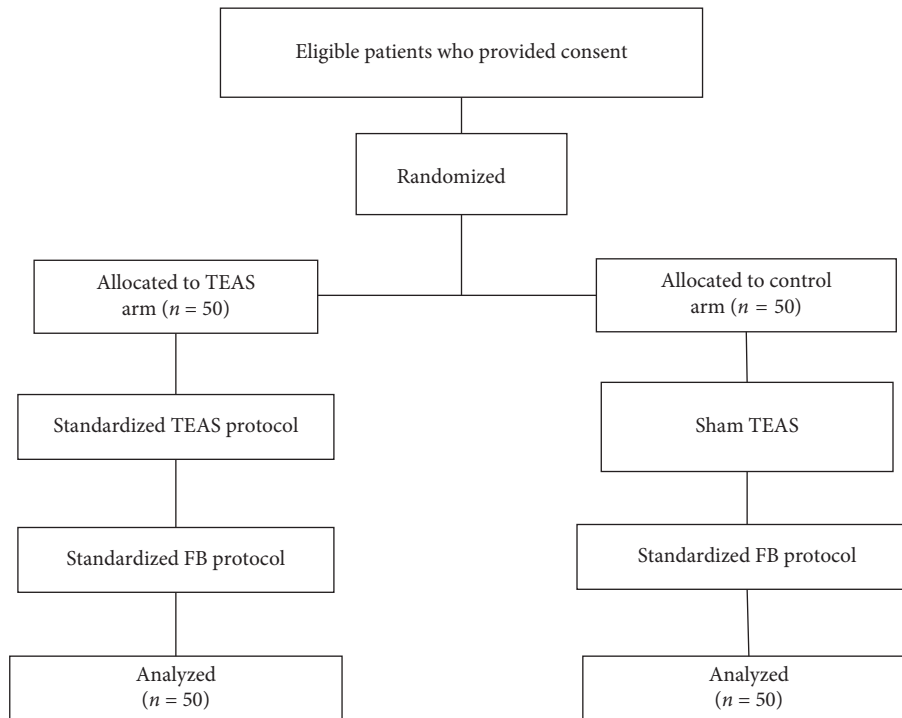 Eligible patients who provided consent
Randomized
Allocated to TEAS
arm (n = 50)
Allocated to control
arm (n = 50)
Standardized TEAS protocol
Sham TEAS
Standardized FB protocol
Standardized FB protocol
Analyzed
(n = 50)
Analyzed
(n = 50)